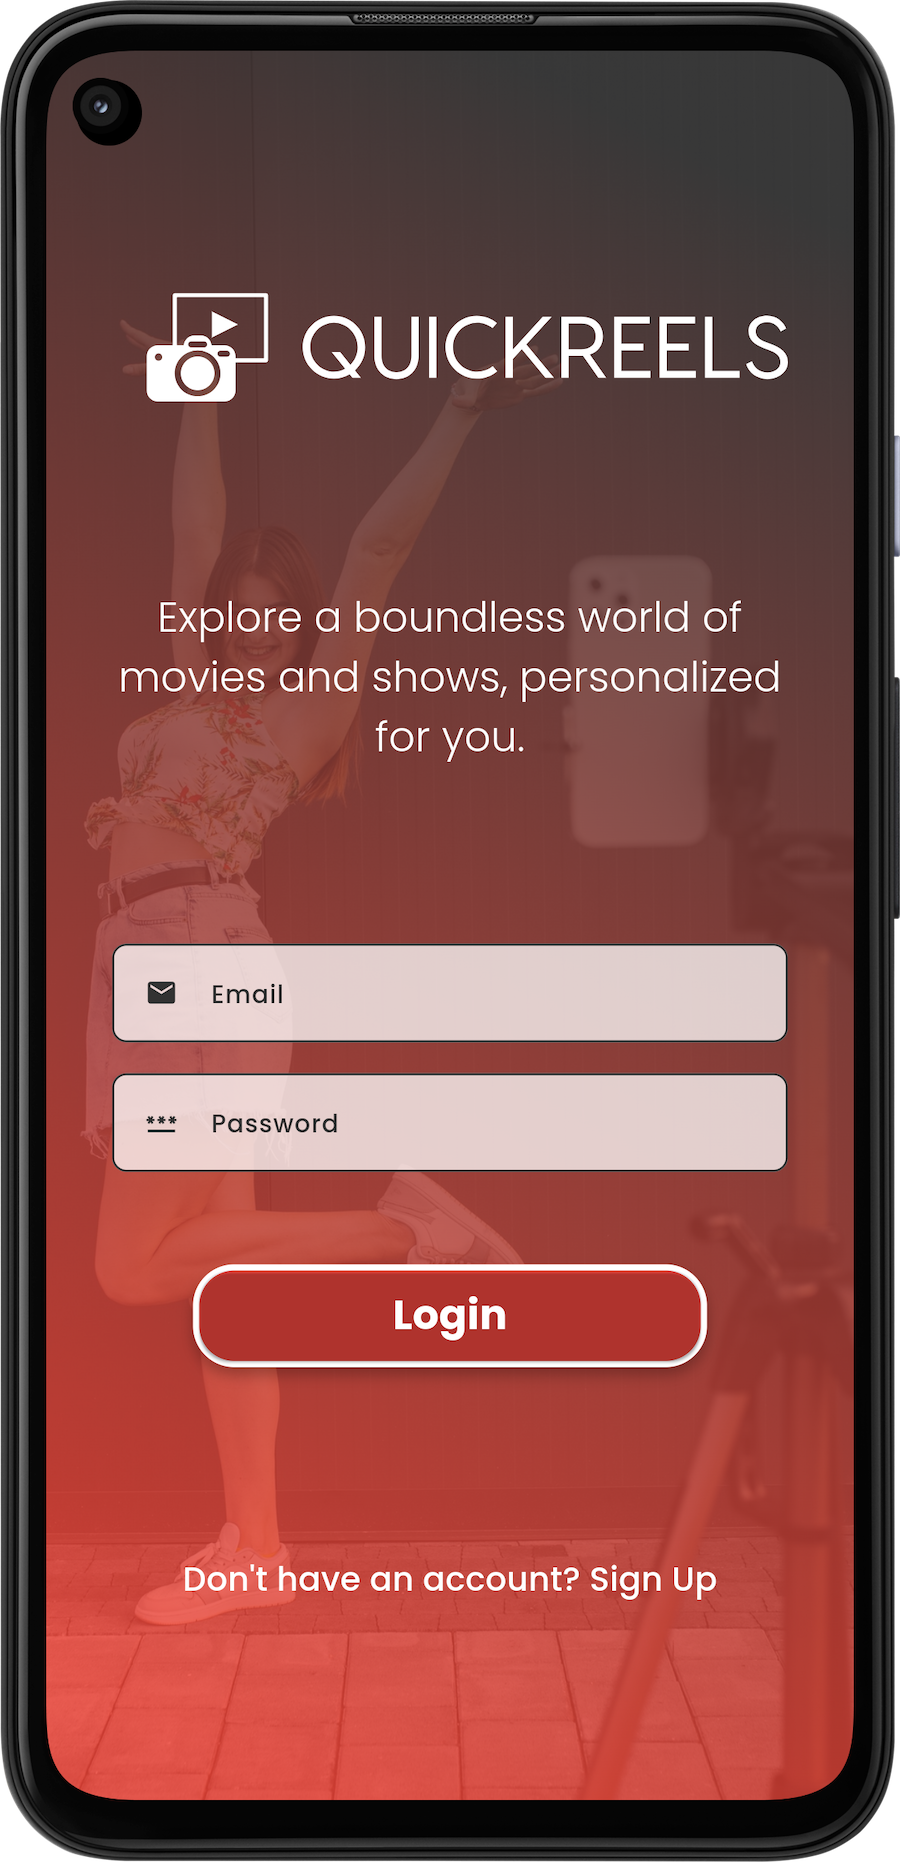 QUICKREELS
Explore a boundless world of
movies and shows, personalized
for you.
Email
***
Password
Login
Don't have an account? Sign Up